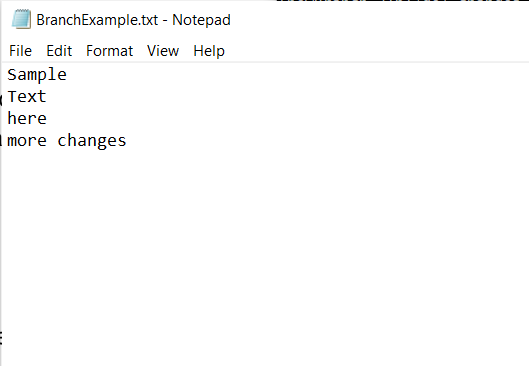 BranchExample.txt - Notepad
File Edit Format View Help
Sample
Text
here
more changes